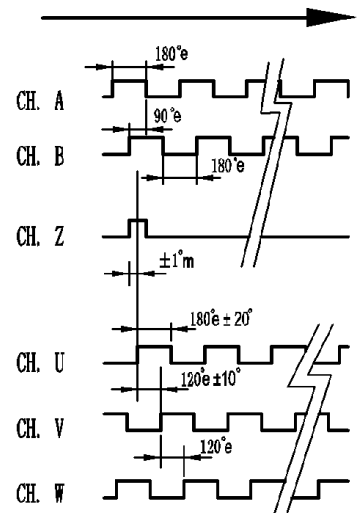 180°e
CH. A
90°e
CH. B
180°e
CH. Z
±1°m
180°e±20°
CH. U
120°e±10°
CH. V
120°e
CH. W